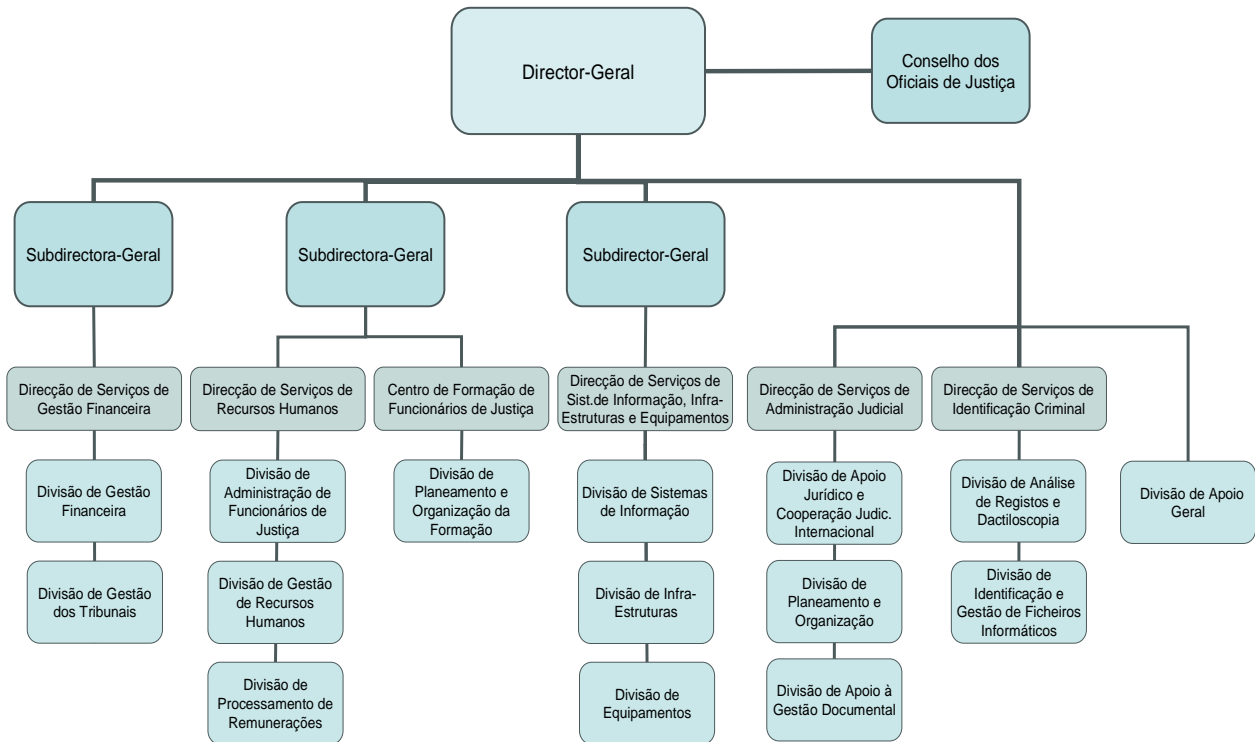 Director-Geral
Conselho dos
Oficiais de Justiça
Subdirectora-Geral
Subdirectora-Geral
Subdirector-Geral
Direcção de Serviços de
Gestão Financeira
Direcção de Serviços de
Recursos Humanos
Centro de Formação de
Funcionários de Justiça
Direcção de Serviços de
Sist.de Informação, Infra-
Estruturas e Equipamentos
Direcção de Serviços de
Administração Judicial
Direcção de Serviços de
Identificação Criminal
Divisão de Gestão
Financeira
Divisão de
Administração de
Funcionários de
Justiça
Divisão de
Planeamento e
Organização da
Formação
Divisão de Sistemas
de Informação
Divisão de Apoio
Jurídico e
Cooperação Judic.
Internacional
Divisão de Análise
de Registos e
Dactiloscopia
Divisão de Apoio
Geral
Divisão de Gestão
dos Tribunais
Divisão de Gestão
de Recursos
Humanos
Divisão de Infra-
Estruturas
Divisão de
Planeamento e
Organização
Divisão de
Identificação e
Gestão de Ficheiros
Informáticos
Divisão de
Processamento de
Remunerações
Divisão de
Equipamentos
Divisão de Apoio à
Gestão Documental